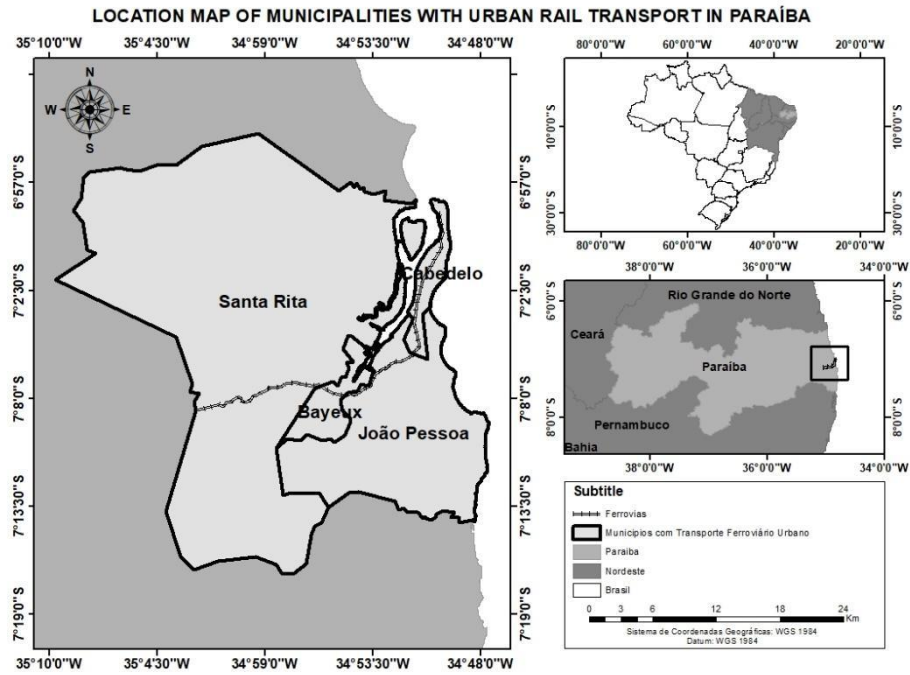 LOCATION MAP OF MUNICIPALITIES WITH URBAN RAIL TRANSPORT IN PARAÍBA
35°10'0"W 35°4'30"W 34°59'0"W 34°53'30"W 34°48'0"W
N
W E
S
6°57'0"S
7°2'30"S
7°8'0"S
7°13'30"S
7°19'0"S
Cabedelo
Santa Rita
Bayeux
João Pessoa
6°57'0"S
7°2'30"S
7°8'0"S
7°13'30"S
7°19'0"S
35°10'0"W 35°4'30"W 34°59'0"W 34°53'30"W 34°48'0"W
80°0'0"W 60°0'0"W 40°0'0"W 20°0'0"W
10°0'0"S
30°0'0"S
10°0'0"S
30°0'0"S
80°0'0"W 60°0'0"W 40°0'0"W 20°0'0"W
38°0'0"W 36°0'0"W 34°0'0"W
6°0'0"S
8°0'0"S
Rio Grande do Norte
Ceará
Paraiba
Pernambuco
Bahia
6°0'0"S
8°0'0"S
38°0'0"W 36°0'0"W 34°0'0"W
Subtitle
Ferrovias
Municipios com Transporte Ferroviário Urbano
Paraiba
Nordeste
Brasil
0 3 6 12 18 24
Km
Sistema de Coordenadas Geográficas: WGS 1984
Datum: WGS 1984